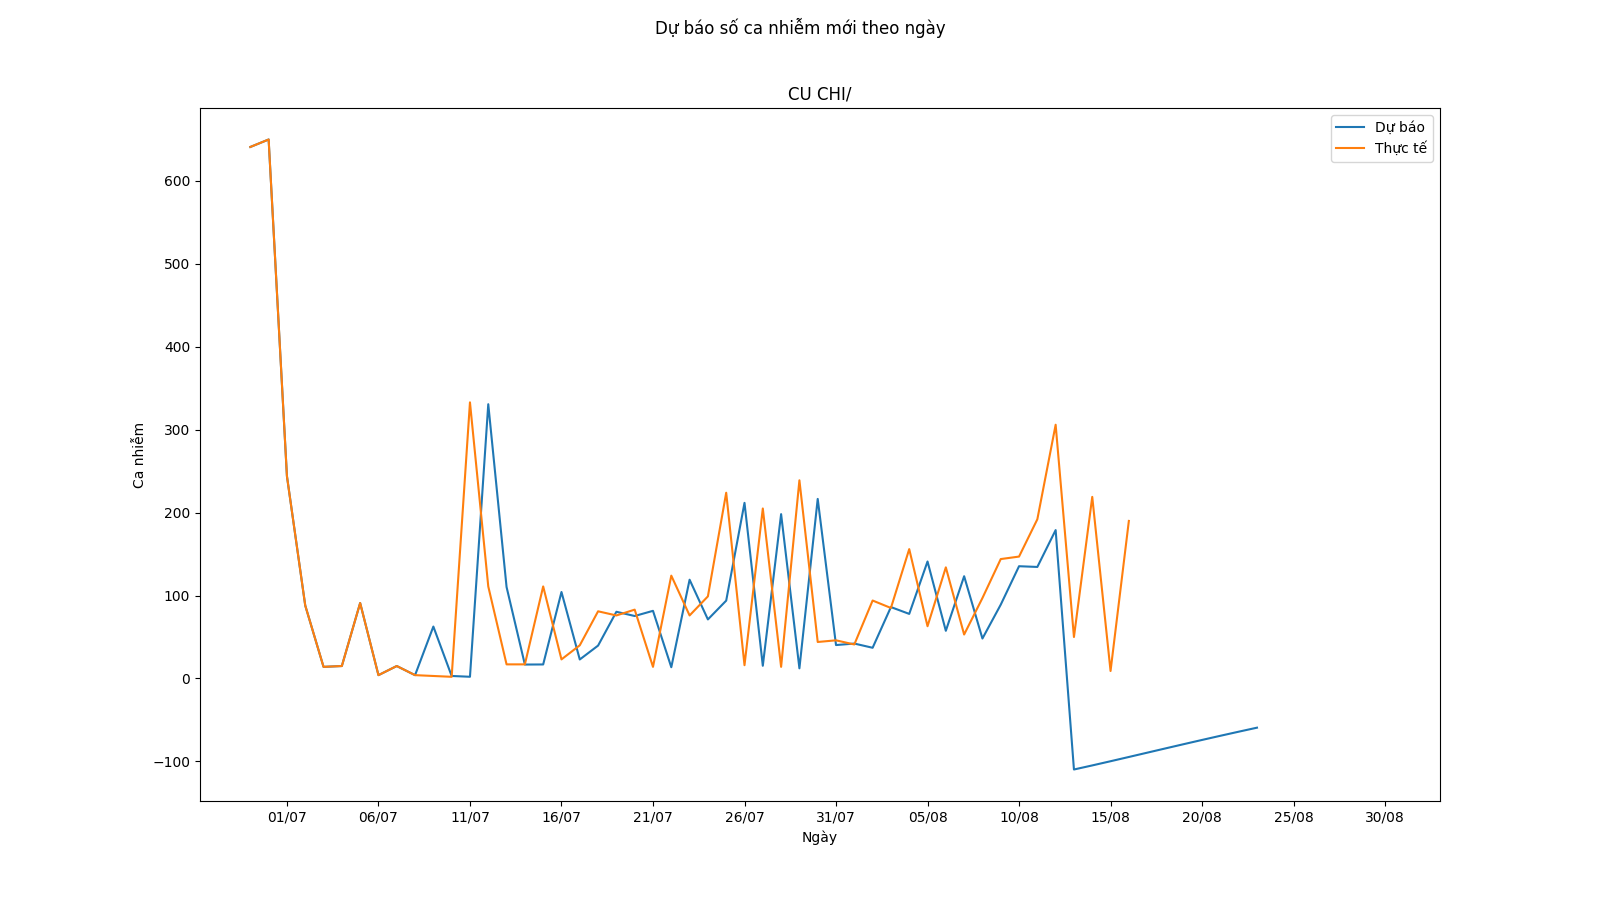 Dự báo số ca nhiễm mới theo ngày
CU CHI/
Dự báo
Thực tế
600
500
400
300
200
100
0
−100
Ca nhiễm
01/07 06/07 11/07 16/07 21/07 26/07 31/07 05/08 10/08 15/08 20/08 25/08 30/08
Ngày